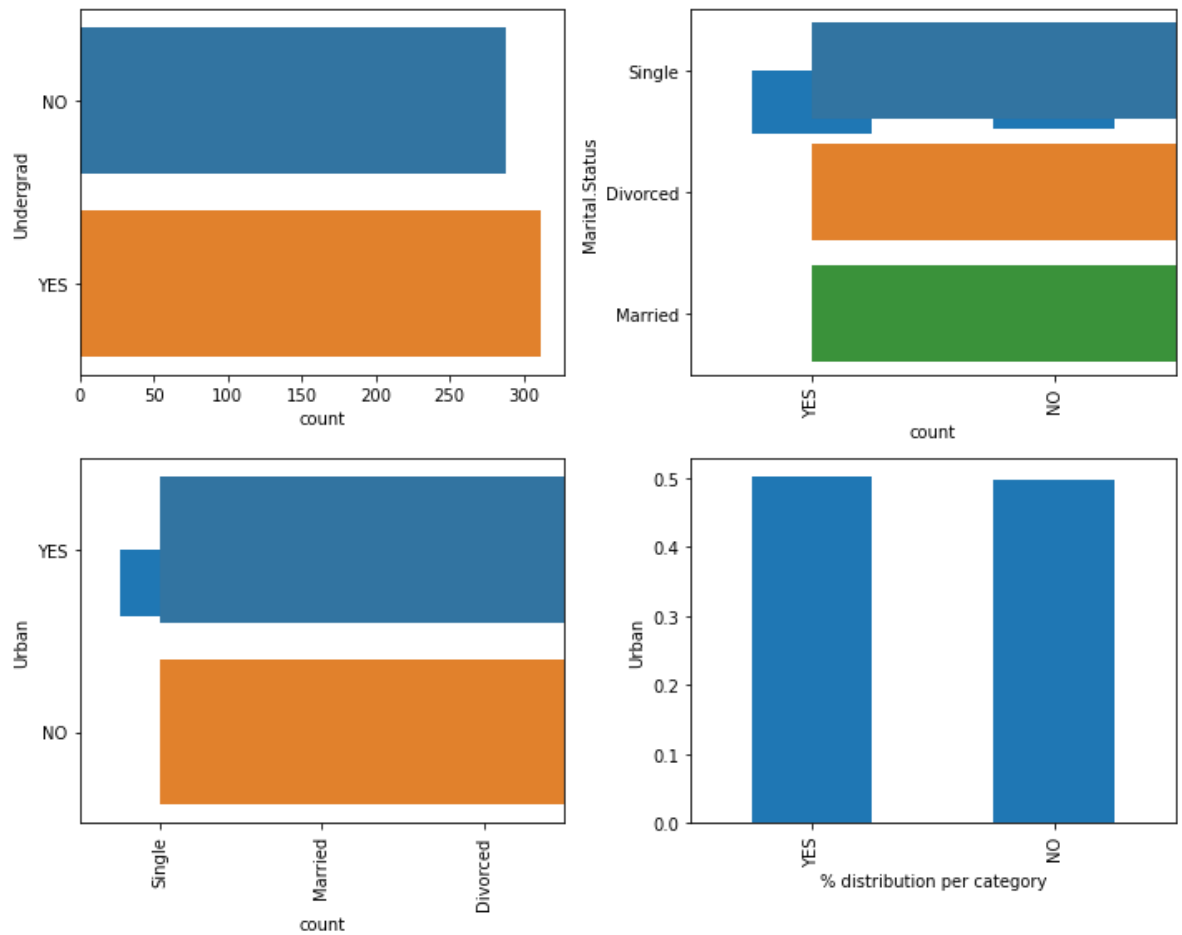 NO
YES
Undergrad
0 50 100 150 200 250 300
count
Single
Divorced
Married
Marital.Status
YES NO
count
YES
NO
Urban
Single Married Divorced
count
0.5
0.4
0.3
0.2
0.1
0.0
Urban
YES NO
% distribution per category